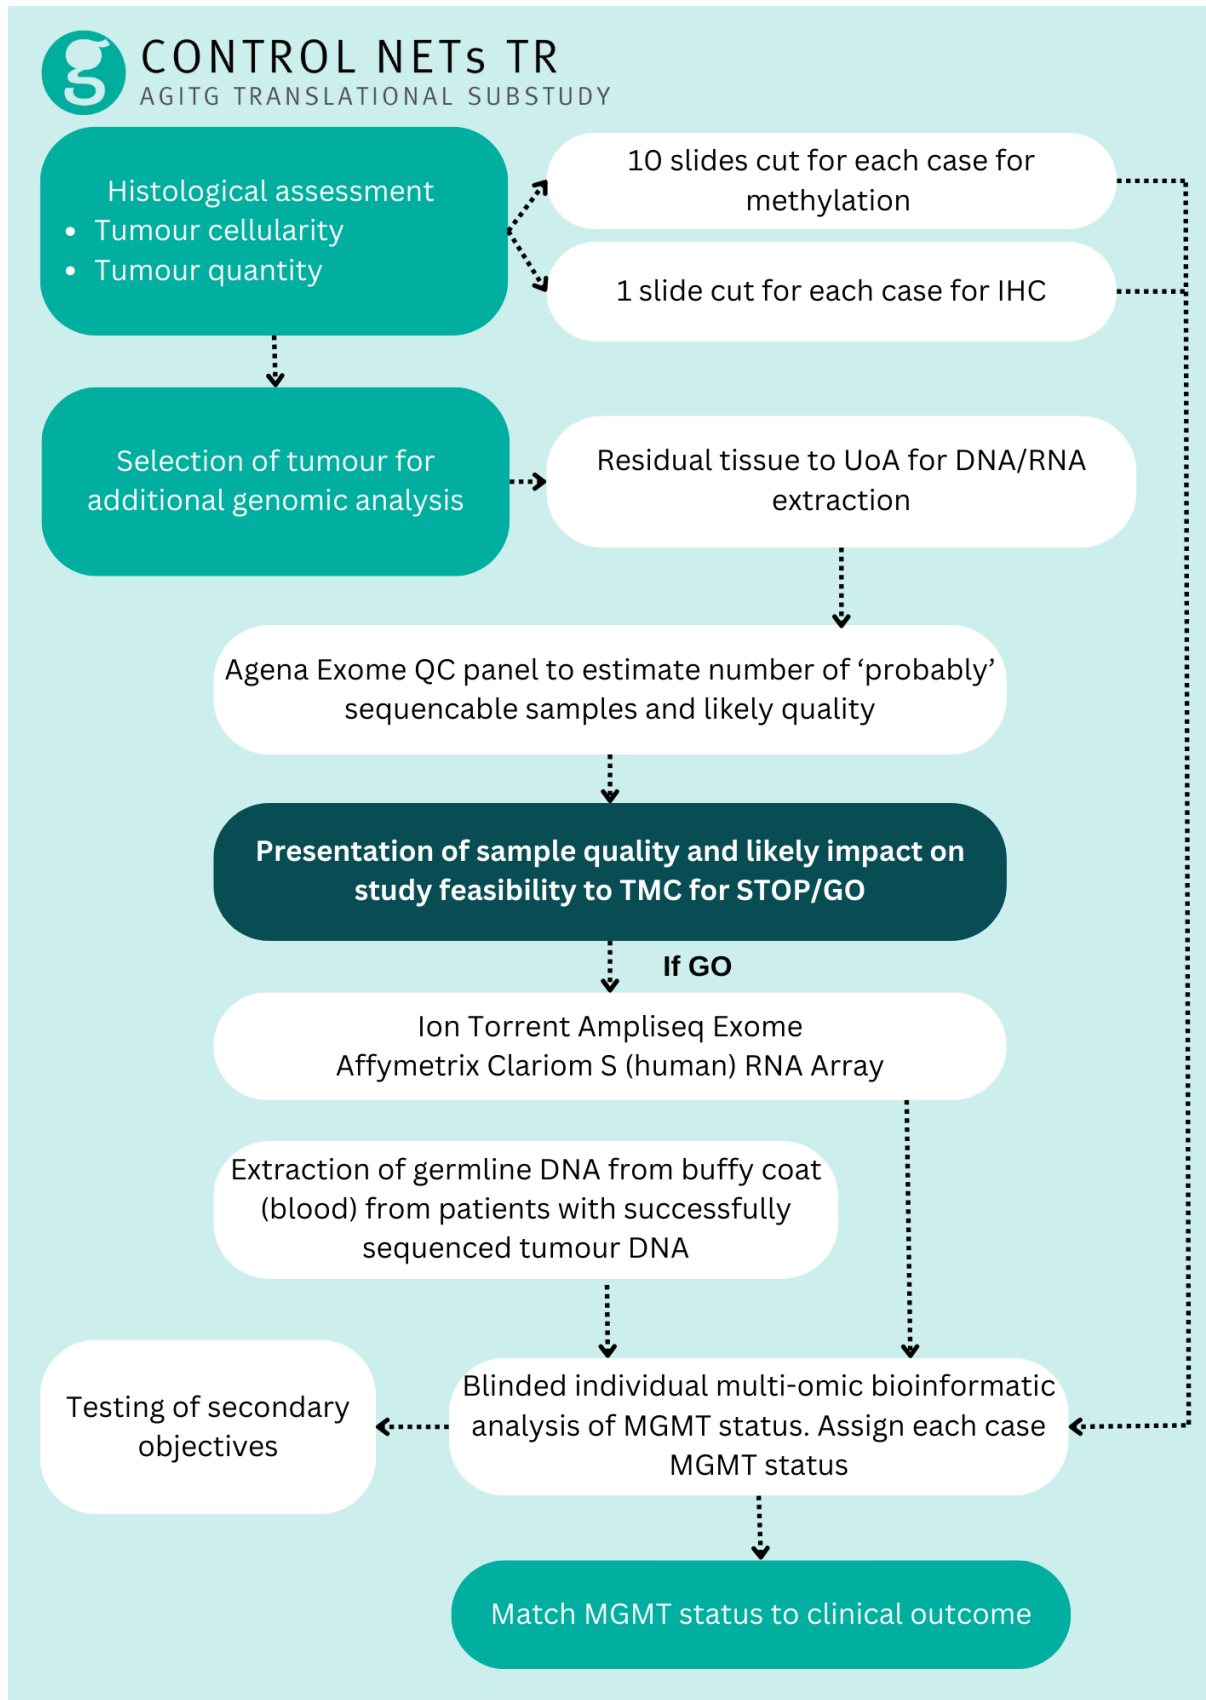 g
CONTROL NETs TR
AGITG TRANSLATIONAL SUBSTUDY
Histological assessment
• Tumour cellularity
• Tumour quantity
10 slides cut for each case for
methylation
1 slide cut for each case for IHC
Selection of tumour for
additional genomic analysis
Residual tissue to UoA for DNA/RNA
extraction
Agena Exome QC panel to estimate number of ‘probably’
sequencable samples and likely quality
Presentation of sample quality and likely impact on
study feasibility to TMC for STOP/GO
If GO
Ion Torrent Ampliseq Exome
Affymetrix Clariom S (human) RNA Array
Extraction of germline DNA from buffy coat
(blood) from patients with successfully
sequenced tumour DNA
Testing of secondary
objectives
Blinded individual multi-omic bioinformatic
analysis of MGMT status. Assign each case
MGMT status
Match MGMT status to clinical outcome